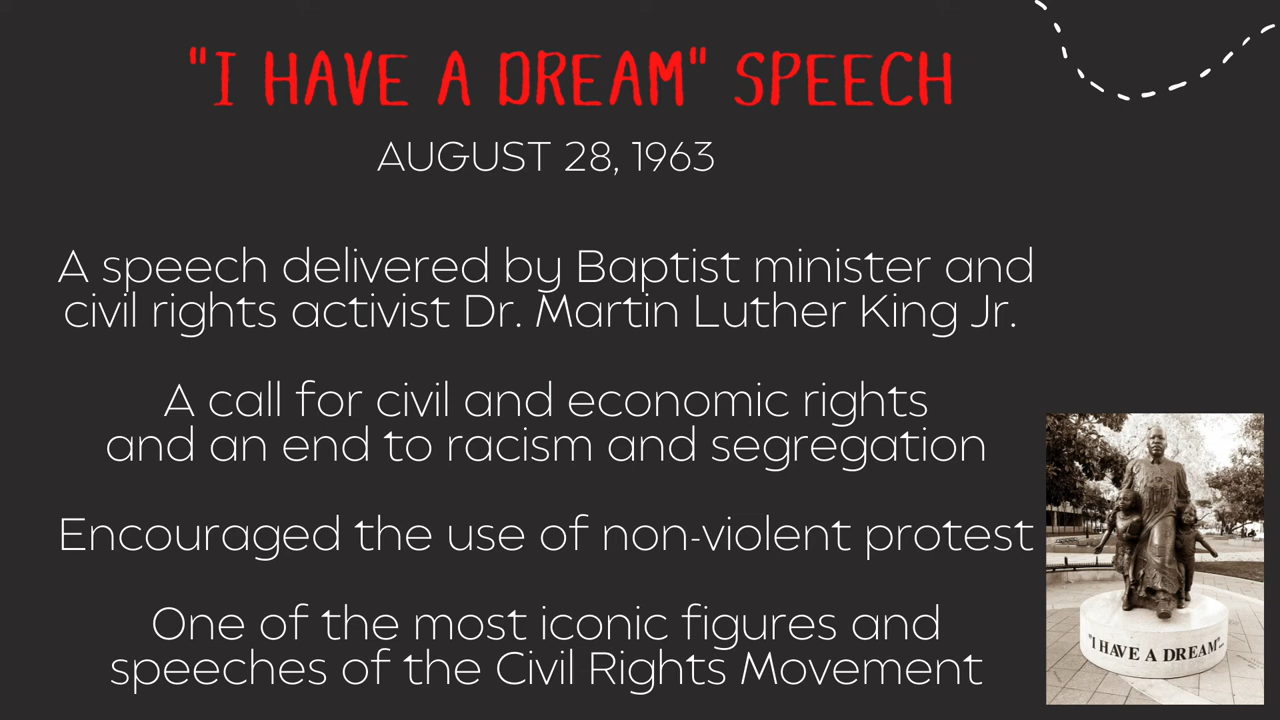 "I HAVE A DREAM" SPEECH
AUGUST 28, 1963
A speech delivered by Baptist minister and
civil rights activist Dr. Martin Luther King Jr.
A call for civil and economic rights
and an end to racism and segregation
Encouraged the use of non-violent protest
One of the most iconic figures and
speeches of the Civil Rights Movement
"I HAVE A DREAM"...